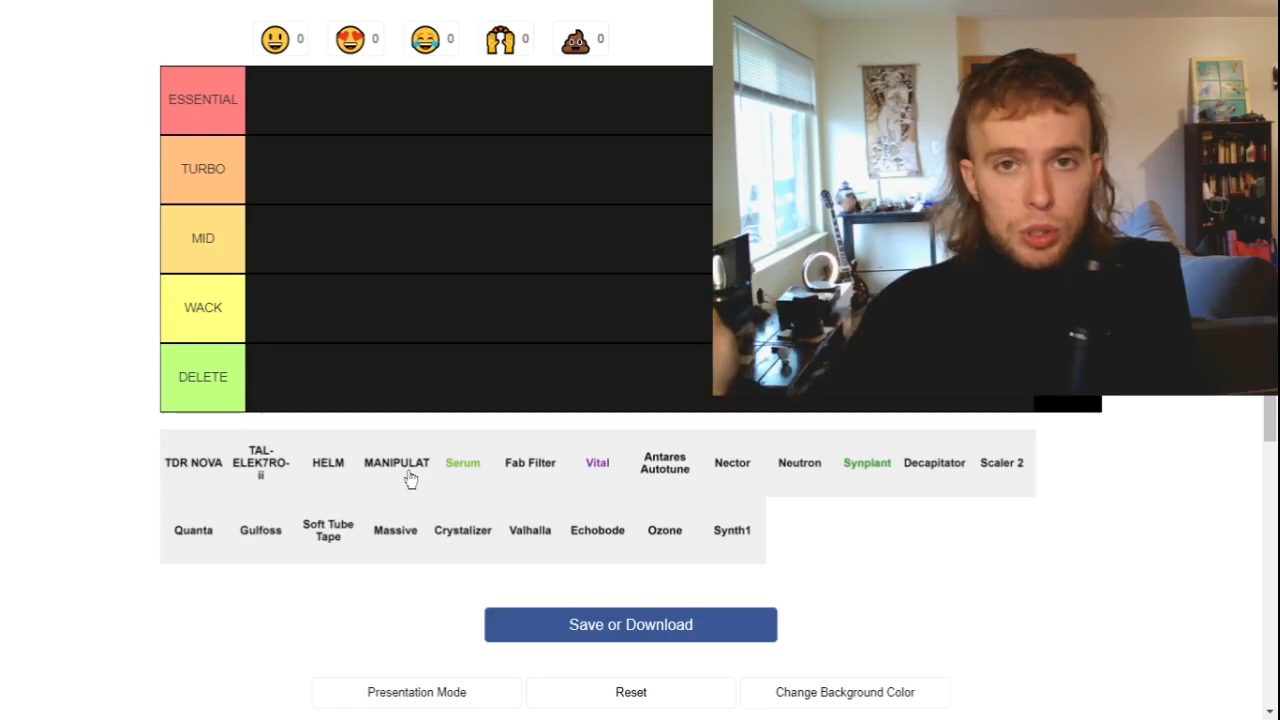 0 0 0 0 0
ESSENTIAL
TURBO
MID
WACK
DELETE
TDR NOVA
TAL-
ELEK7RO-
ii
HELM
MANIPULAT
Serum
Fab Filter
Vital
Antares
Autotune
Nector
Neutron
Synplant
Decapitator
Scaler 2
Quanta
Gulfoss
Soft Tube
Tape
Massive
Crystalizer
Valhalla
Echobode
Ozone
Synth1
Save or Download
Presentation Mode
Reset
Change Background Color